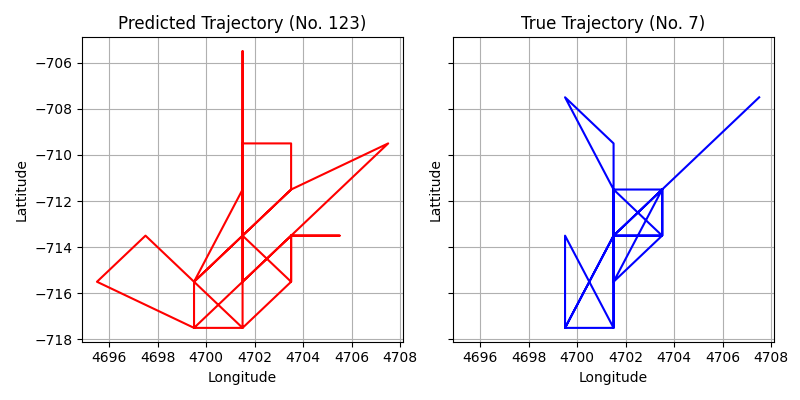 Predicted Trajectory (No. 123)
True Trajectory (No. 7)
−706
−708
−710
−712
−714
−716
−718
Lattitude
Lattitude
4696 4698 4700 4702 4704 4706 4708
4696 4698 4700 4702 4704 4706 4708
Longitude
Longitude